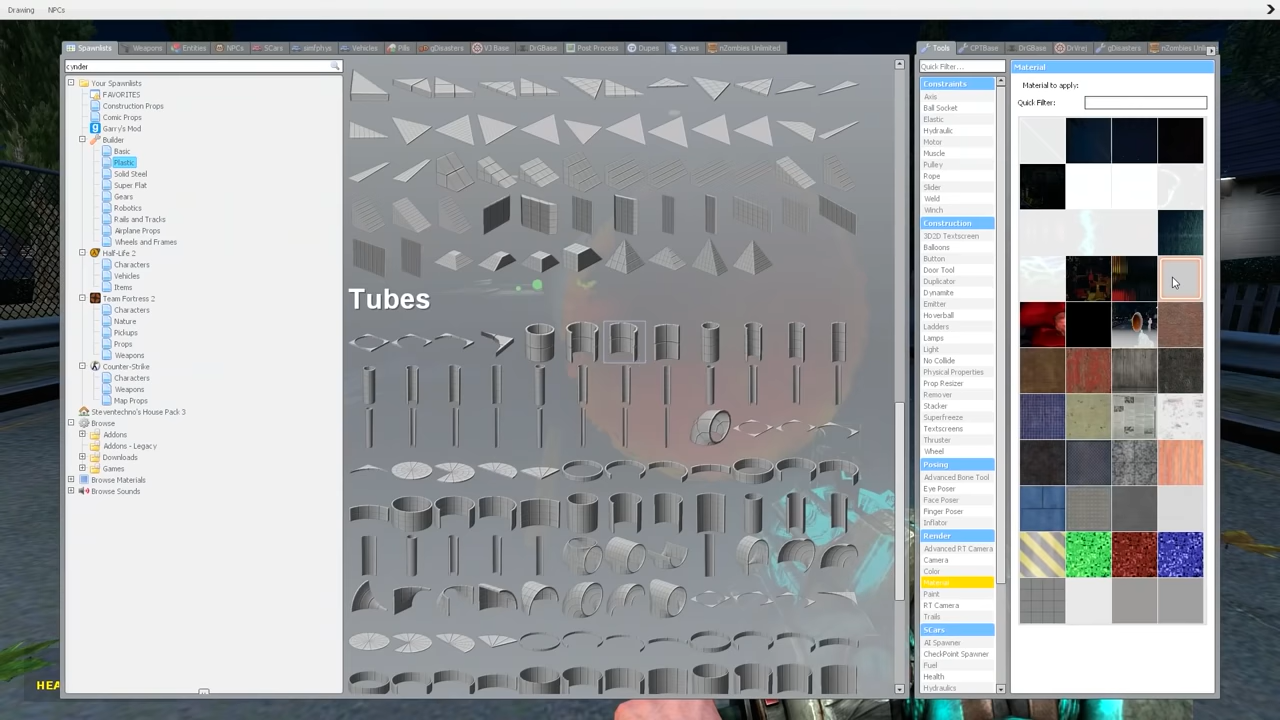 Drawing NPCs
Spawnlists Weapons Entities NPCs SCars simfphys Vehicles Pills gDisasters VJ Base DrGBase Post Process Dupes Saves nZombies Unlimited
Tools CPTBase DrGBase DrVrej gDisasters nZombies Unli
cynder
Your Spawnlists
FAVORITES
Construction Props
Comic Props
Garry's Mod
Builder
Basic
Plastic
Solid Steel
Super Flat
Gears
Robotics
Rails and Tracks
Airplane Props
Wheels and Frames
Half-Life 2
Characters
Vehicles
Items
Team Fortress 2
Characters
Nature
Pickups
Props
Weapons
Counter-Strike
Characters
Weapons
Map Props
Steventechno's House Pack 3
Browse
Addons
Addons - Legacy
Downloads
Games
Browse Materials
Browse Sounds
Tubes
Quick Filter...
Constraints
Axis
Ball Socket
Elastic
Hydraulic
Motor
Muscle
Pulley
Rope
Slider
Weld
Winch
Construction
3D2D Textscreen
Balloons
Button
Door Tool
Duplicator
Dynamite
Emitter
Hoverball
Ladders
Lamps
Light
No Collide
Physical Properties
Prop Resizer
Remover
Stacker
Superfreeze
Textscreens
Thruster
Wheel
Posing
Advanced Bone Tool
Eye Poser
Face Poser
Finger Poser
Inflator
Render
Advanced RT Camera
Camera
Color
Material
Paint
RT Camera
Trails
SCars
AI Spawner
CheckPoint Spawner
Fuel
Health
Hydraulics
Material
Material to apply:
Quick Filter:
HEA